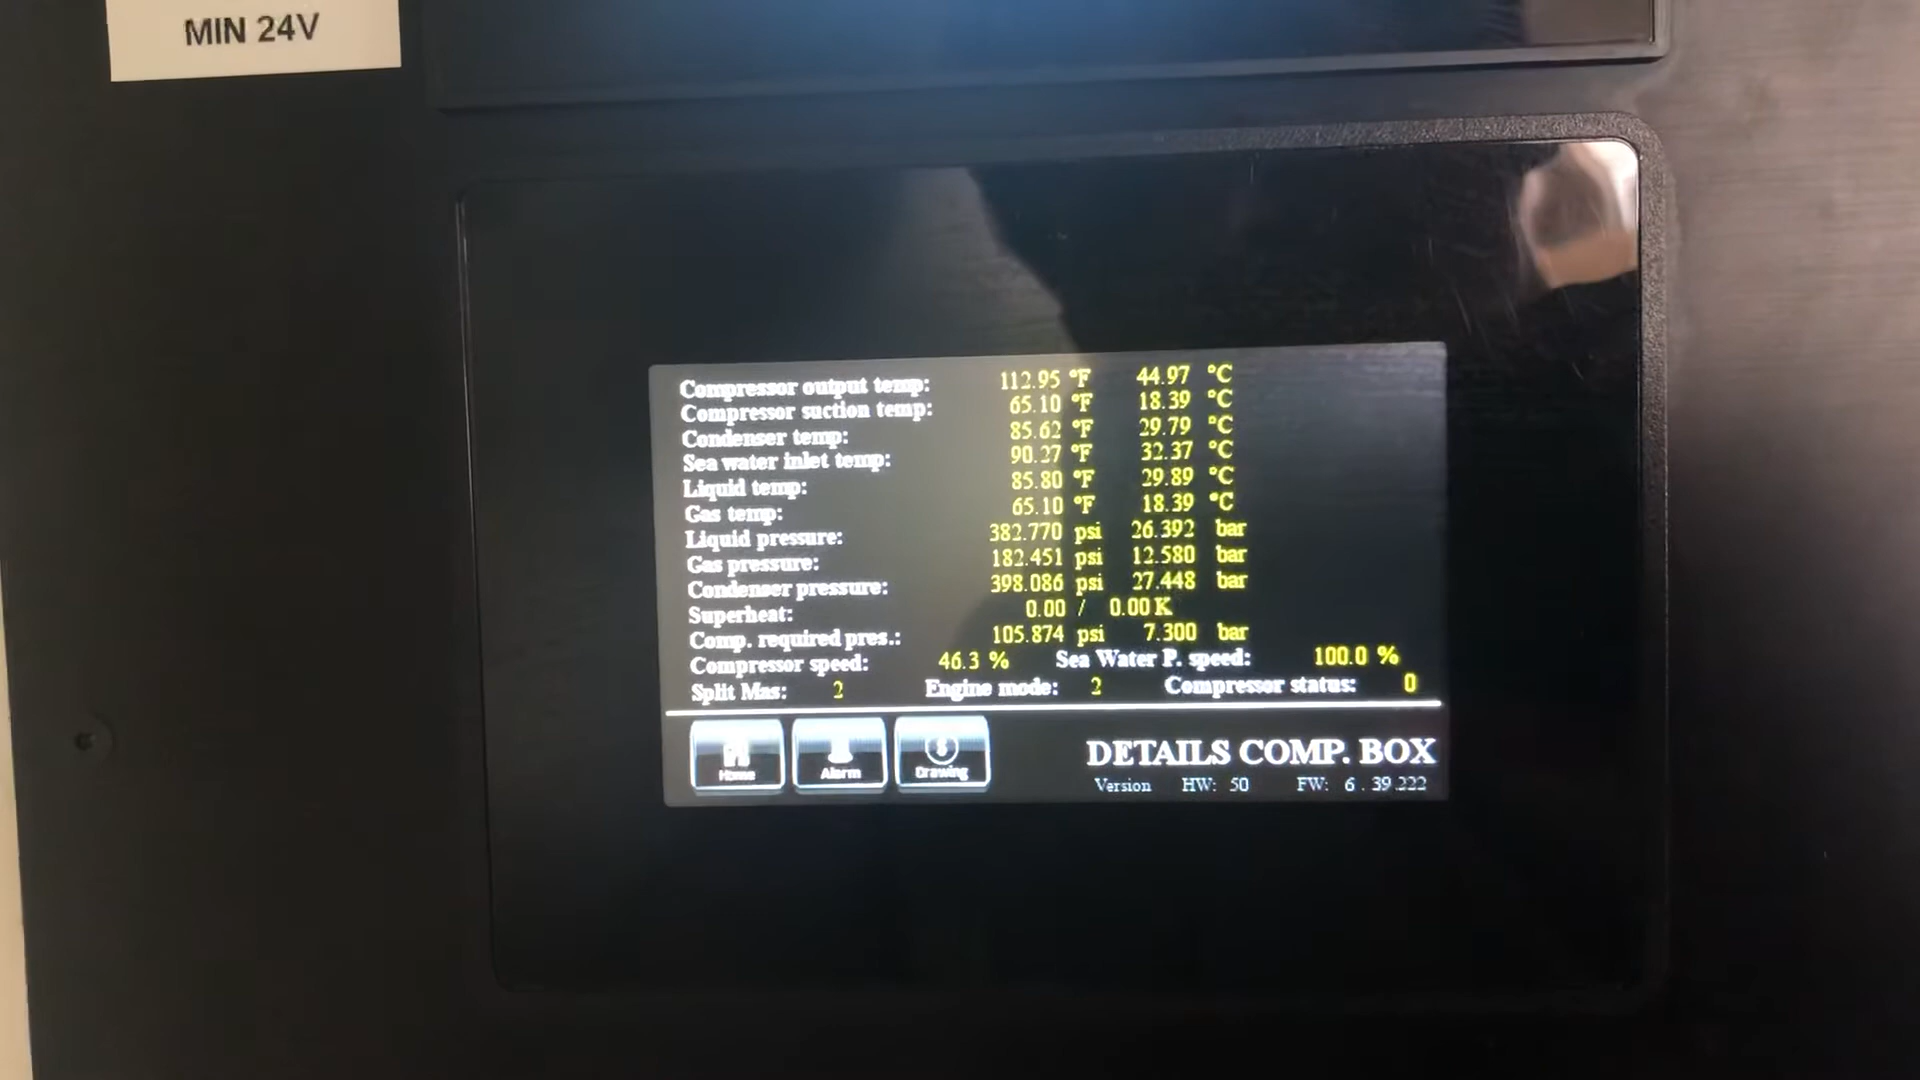 MIN 24V
Compressor output temp: 112.95 °F 44.97 °C
Compressor suction temp: 65.10 °F 18.39 °C
Condenser temp: 85.62 °F 29.79 °C
Sea water inlet temp: 90.27 °F 32.37 °C
Liquid temp: 85.80 °F 29.89 °C
Gas temp: 65.10 °F 18.39 °C
Liquid pressure: 382.770 psi 26.392 bar
Gas pressure: 182.451 psi 12.580 bar
Condenser pressure: 398.086 psi 27.448 bar
Superheat: 0.00 / 0.00 K
Comp. required pres.: 105.874 psi 7.300 bar
Compressor speed: 46.3 % Sea Water P. speed: 100.0 %
Split Mas: 2 Engine mode: 2 Compressor status: 0
Home Alarm Drawing DETAILS COMP. BOX
Version HW: 50 FW: 6 . 39.222